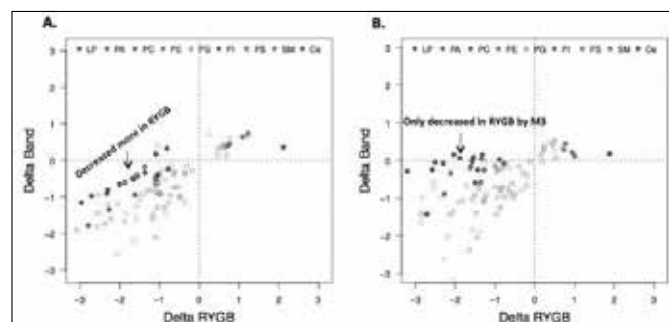 A.
LP PA PC PE PG PI PS SM Ce
Decreased more in RYGB
Delta Band
3
2
1
0
−1
−2
−3
−3 −2 −1 0 1 2 3
Delta RYGB
B.
LP PA PC PE PG PI PS SM Ce
Only decreased in RYGB by M3
Delta Band
3
2
1
0
−1
−2
−3
−3 −2 −1 0 1 2 3
Delta RYGB